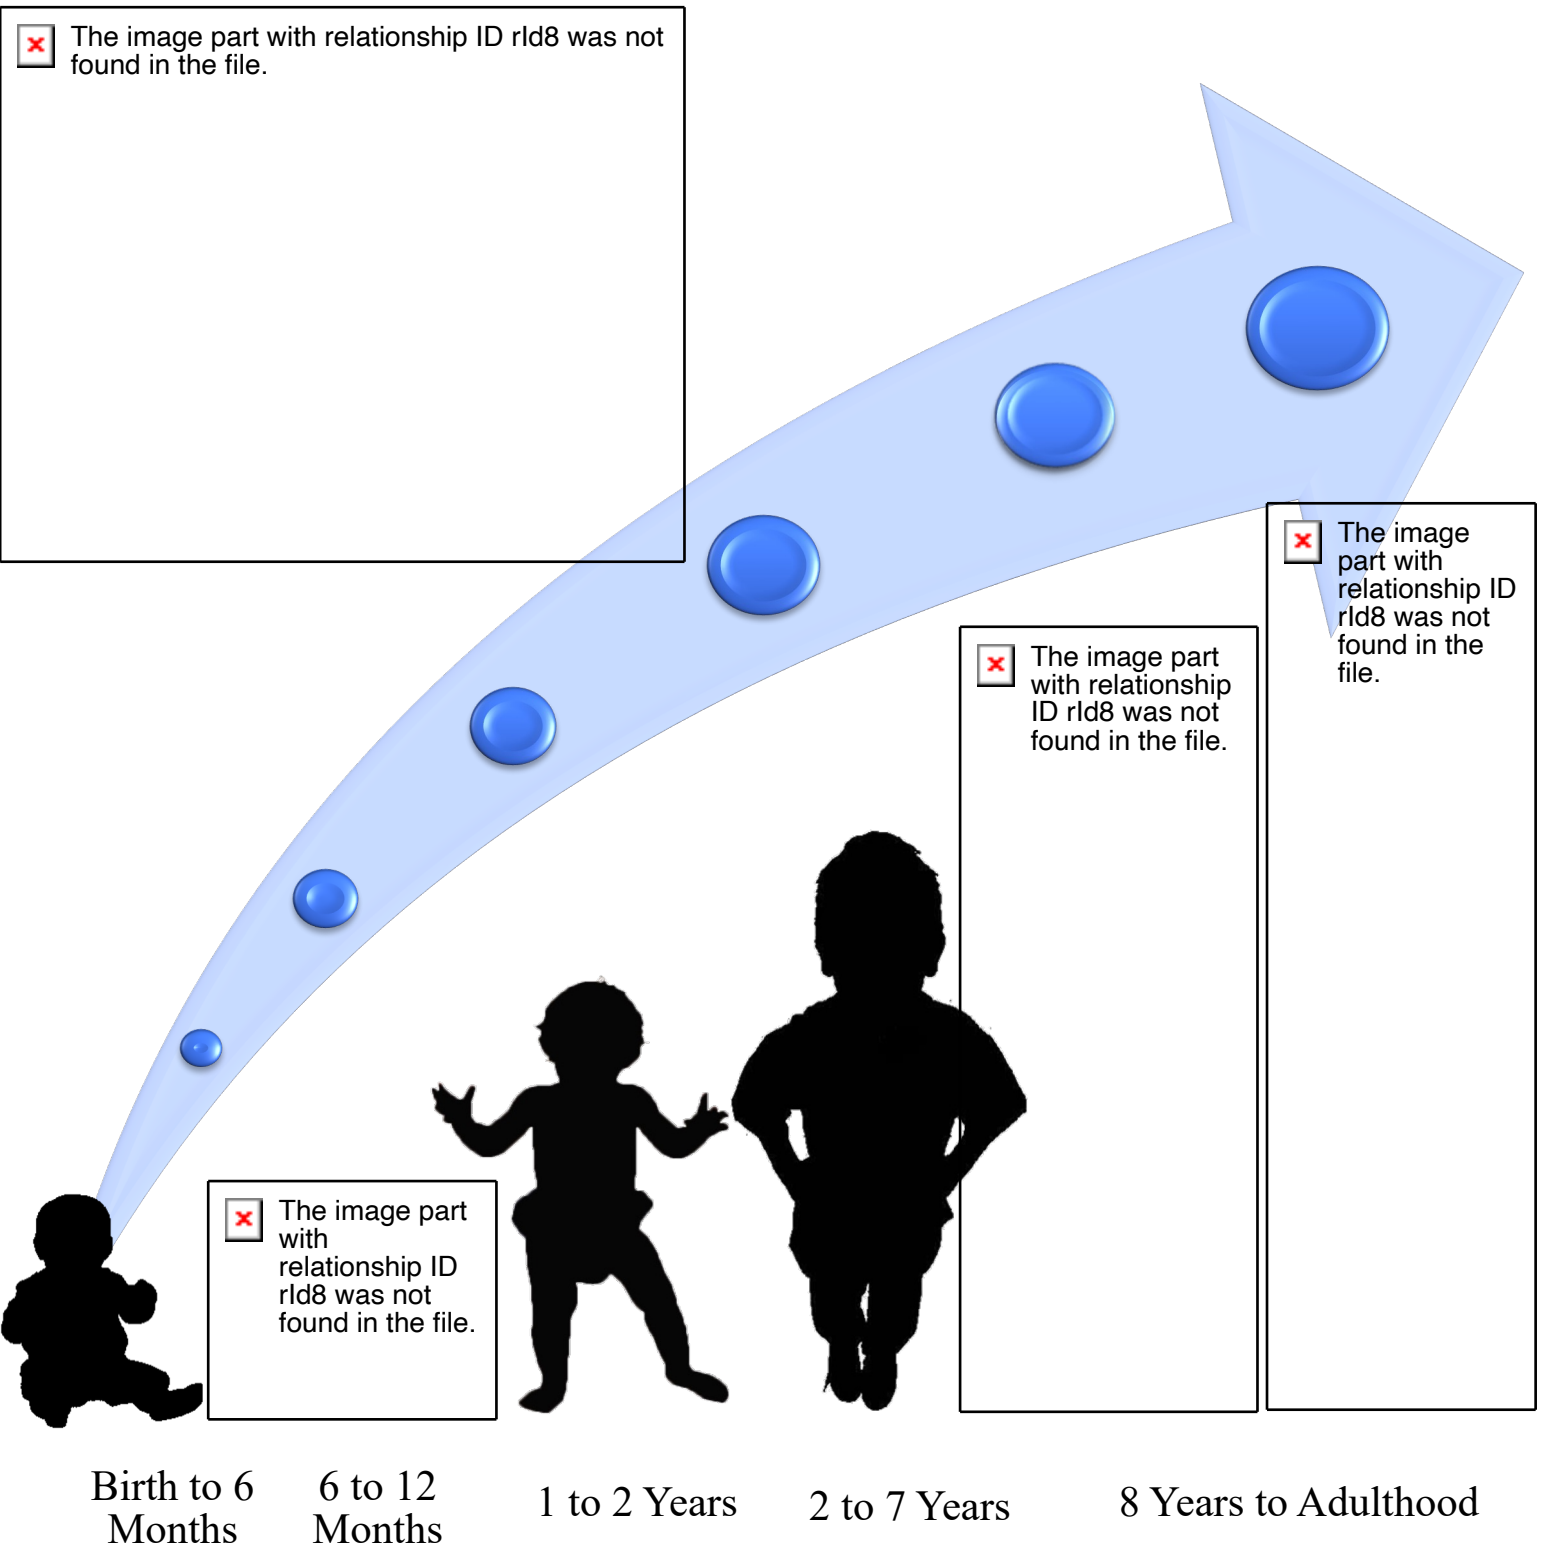 The image part with relationship ID rId8 was not
found in the file.
The image
part with
relationship ID
rId8 was not
found in the
file.
The image part
with relationship
ID rId8 was not
found in the file.
The image part
with
relationship ID
rId8 was not
found in the file.
Birth to 6
Months
6 to 12
Months
1 to 2 Years
2 to 7 Years
8 Years to Adulthood